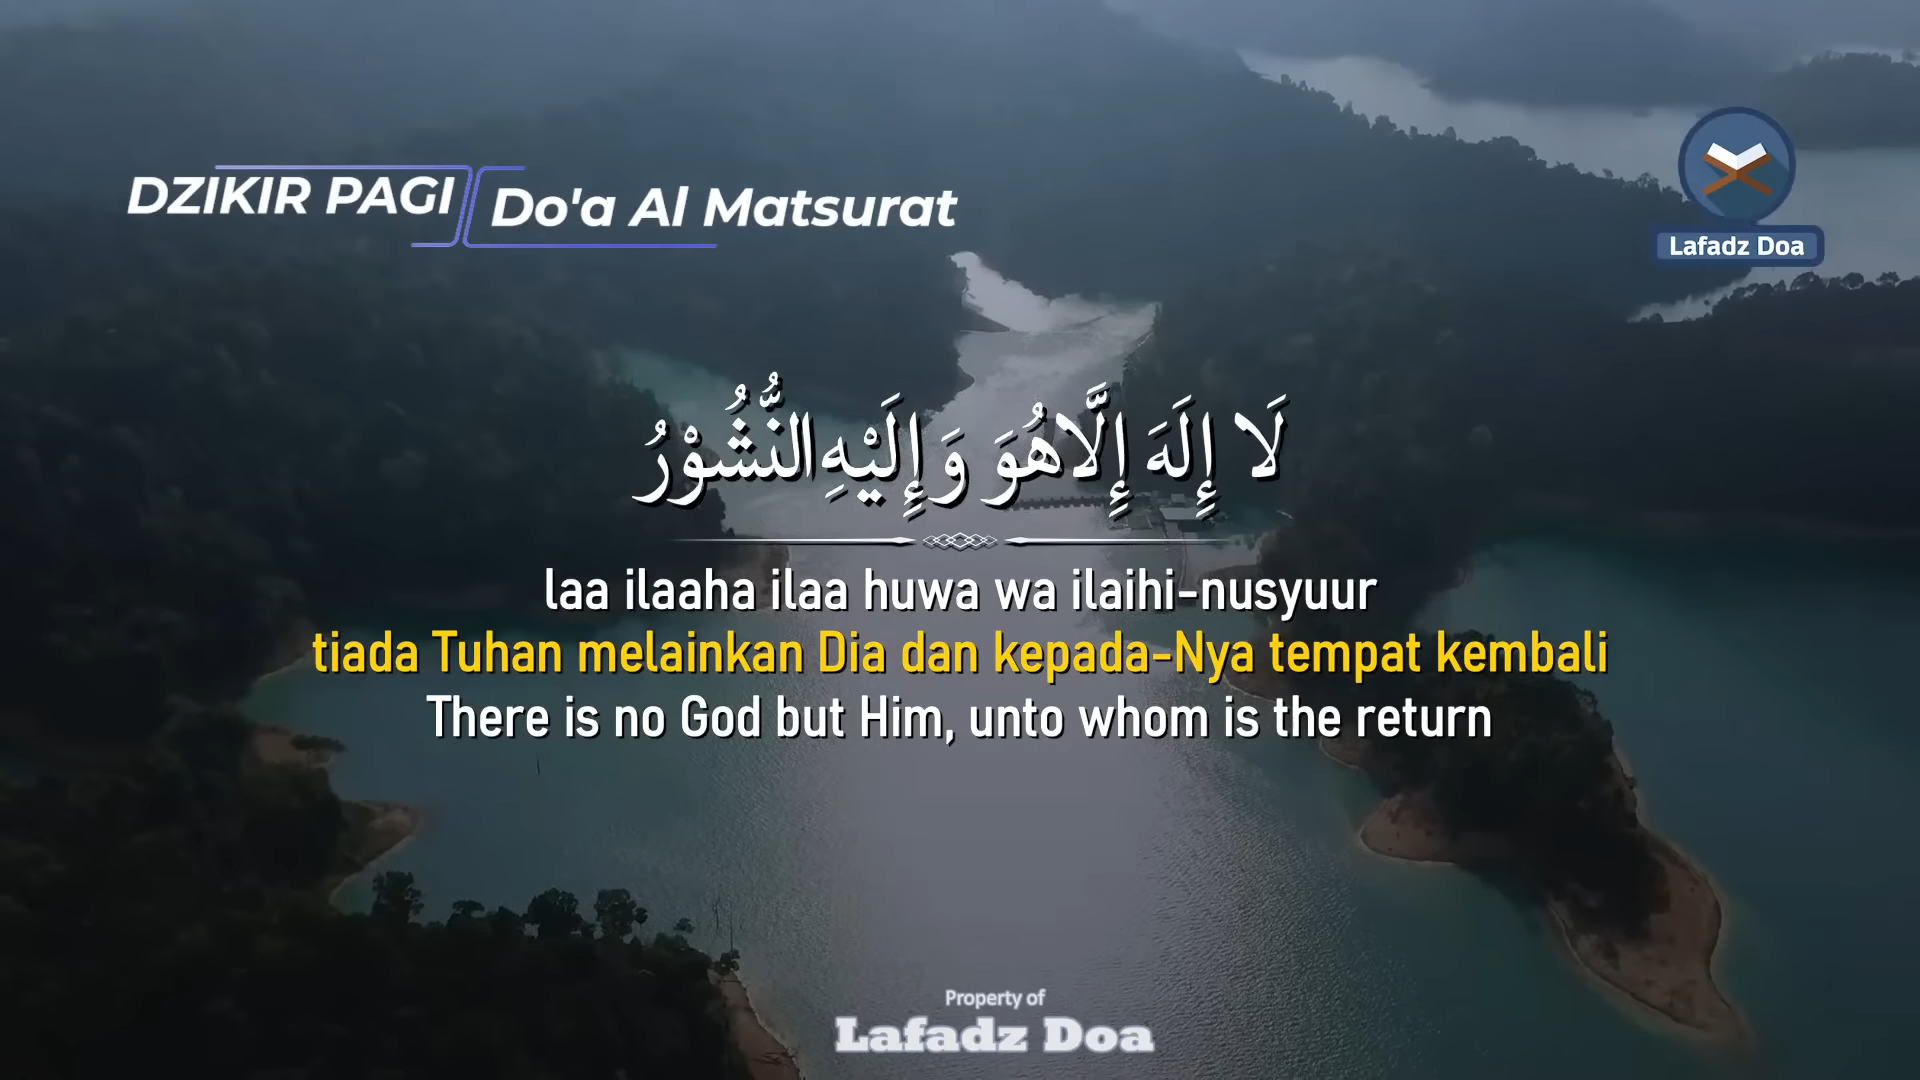 DZIKIR PAGI
Do'a Al Matsurat
Lafadz Doa
لَا إِلَهَ إِلَّاهُوَ وَإِلَيْهِ النُّشُوْرُ
laa ilaaha ilaa huwa wa ilaihi-nusyuur
tiada Tuhan melainkan Dia dan kepada-Nya tempat kembali
There is no God but Him, unto whom is the return
Property of
Lafadz Doa